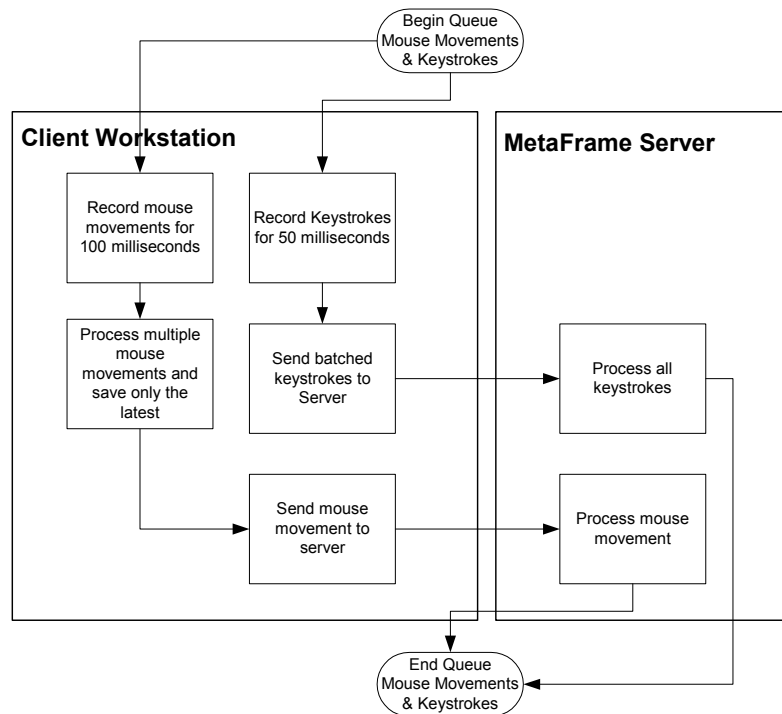 Begin Queue
Mouse Movements
& Keystrokes
Client Workstation
MetaFrame Server
Record mouse
movements for
100 milliseconds
Record Keystrokes
for 50 milliseconds
Process multiple
mouse
movements and
save only the
latest
Send batched
keystrokes to
Server
Process all
keystrokes
Send mouse
movement to
server
Process mouse
movement
End Queue
Mouse Movements
& Keystrokes